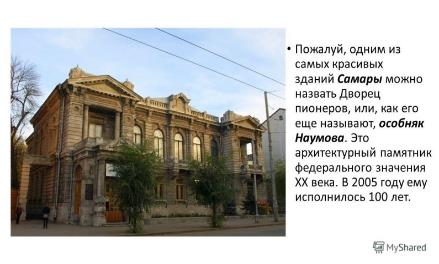 • Пожалуй, одним из
самых красивых
зданий Самары можно
назвать Дворец
пионеров, или, как его
еще называют, особняк
Наумова. Это
архитектурный памятник
федерального значения
XX века. В 2005 году ему
исполнилось 100 лет.
MyShared